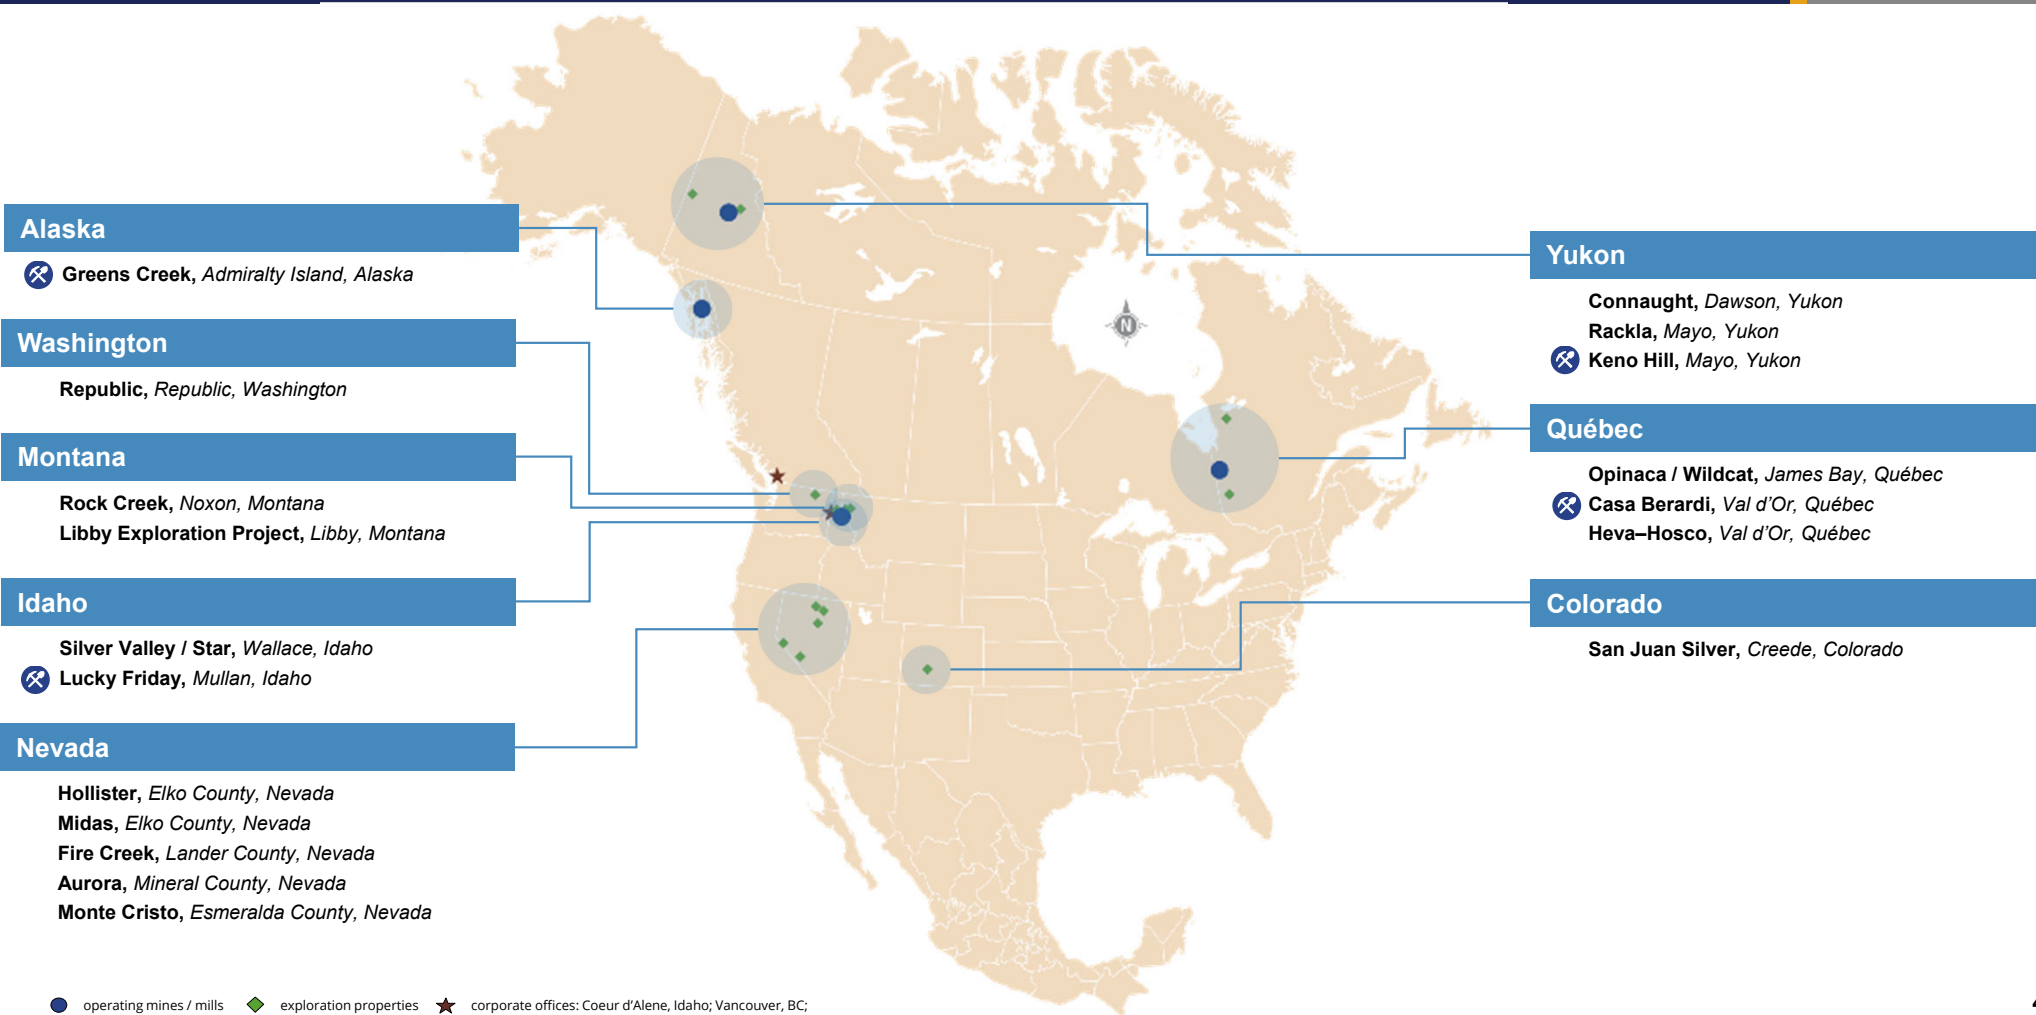 Alaska
Greens Creek, Admiralty Island, Alaska
Washington
Republic, Republic, Washington
Montana
Rock Creek, Noxon, Montana
Libby Exploration Project, Libby, Montana
Idaho
Silver Valley / Star, Wallace, Idaho
Lucky Friday, Mullan, Idaho
Nevada
Hollister, Elko County, Nevada
Midas, Elko County, Nevada
Fire Creek, Lander County, Nevada
Aurora, Mineral County, Nevada
Monte Cristo, Esmeralda County, Nevada
N
Yukon
Connaught, Dawson, Yukon
Rackla, Mayo, Yukon
Keno Hill, Mayo, Yukon
Québec
Opinaca / Wildcat, James Bay, Québec
Casa Berardi, Val d’Or, Québec
Heva–Hosco, Val d’Or, Québec
Colorado
San Juan Silver, Creede, Colorado
operating mines / mills exploration properties corporate offices: Coeur d’Alene, Idaho; Vancouver, BC;